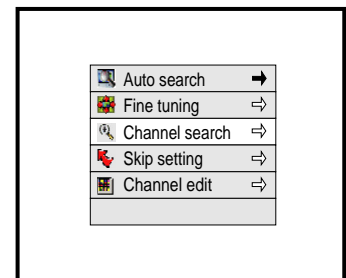 Auto search
Fine tuning
Channel search
Skip setting
Channel edit